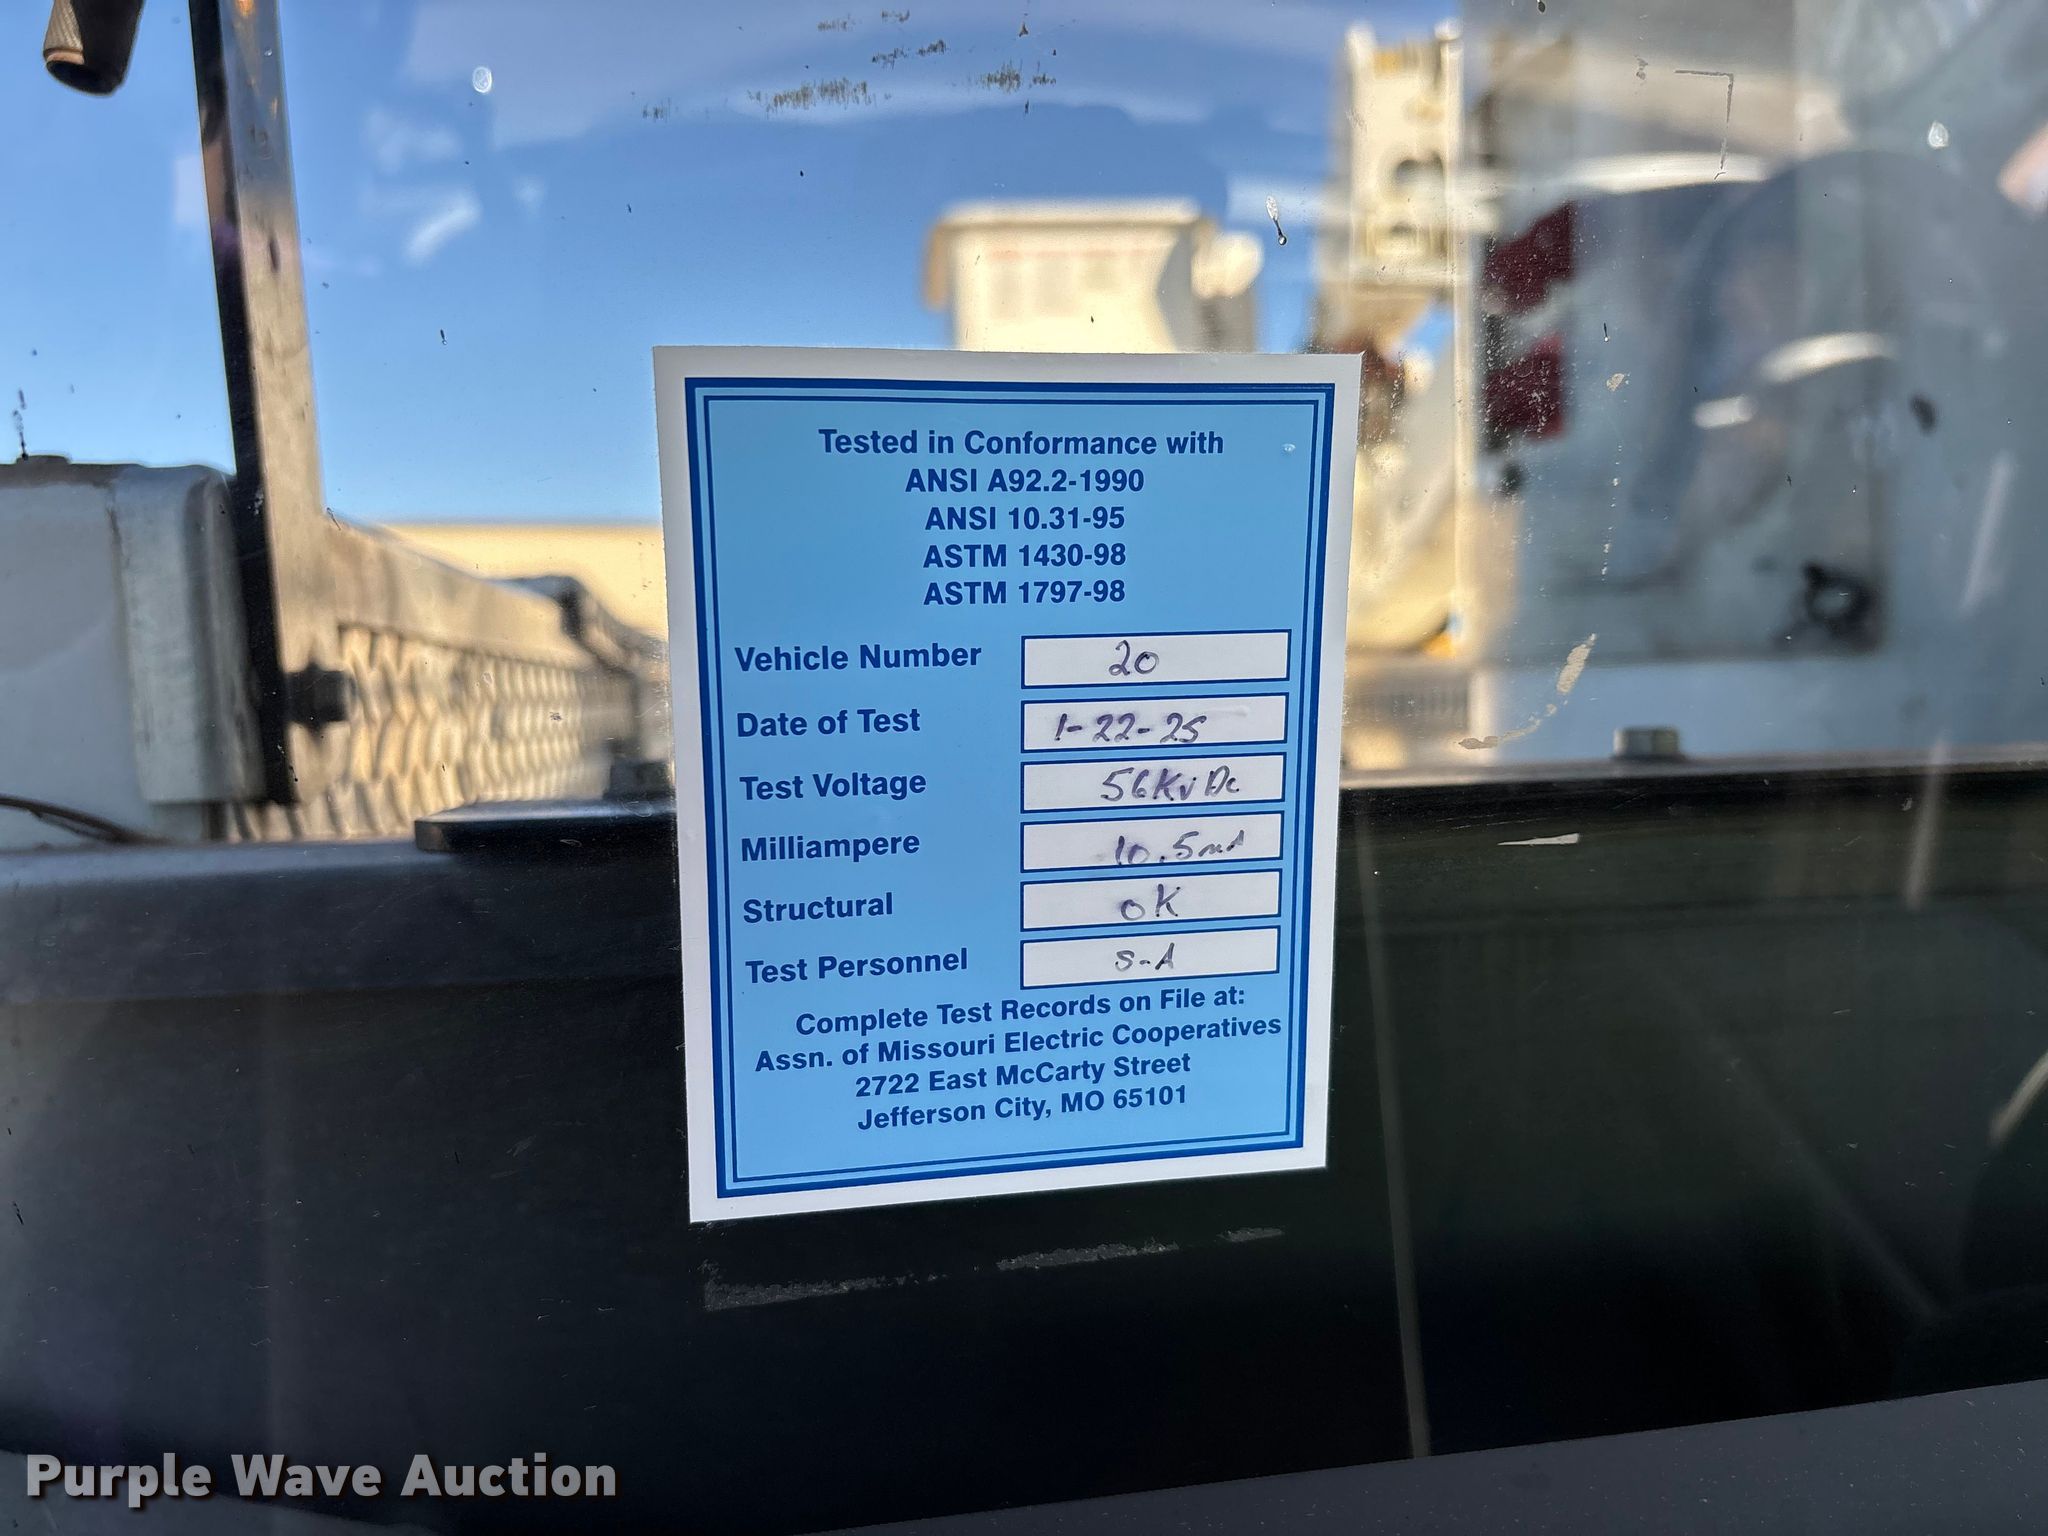 Tested in Conformance with
ANSI A92.2-1990
ANSI 10.31-95
ASTM 1430-98
ASTM 1797-98
Vehicle Number 20
Date of Test 1-22-25
Test Voltage 56Kv Dc
Milliampere 10.5mA
Structural OK
Test Personnel S-A
Complete Test Records on File at:
Assn. of Missouri Electric Cooperatives
2722 East McCarty Street
Jefferson City, MO 65101
Purple Wave Auction